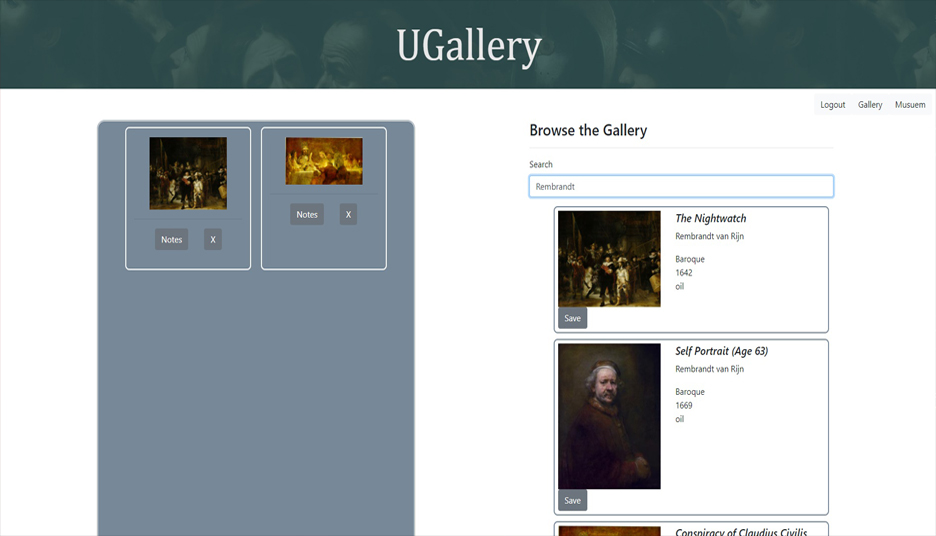 UGallery
Logout Gallery Musuem
Notes X
Notes X
Browse the Gallery
Search
Rembrandt
The Nightwatch
Rembrandt van Rijn
Baroque
1642
oil
Save
Self Portrait (Age 63)
Rembrandt van Rijn
Baroque
1669
oil
Save
Conspiracy of Claudius Civilis